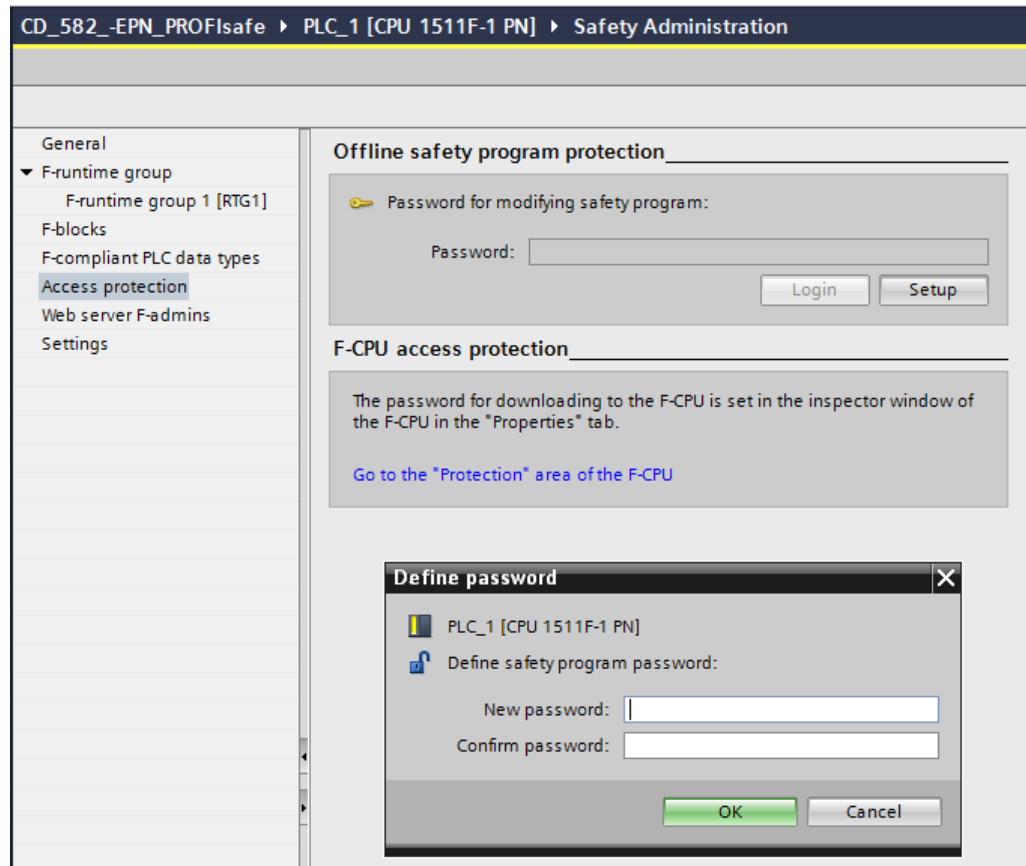 CD_582_-EPN_PROFIsafe ▸ PLC_1 [CPU 1511F-1 PN] ▸ Safety Administration
General
F-runtime group
F-runtime group 1 [RTG1]
F-blocks
F-compliant PLC data types
Access protection
Web server F-admins
Settings
Offline safety program protection
Password for modifying safety program:
Password:
Login
Setup
F-CPU access protection
The password for downloading to the F-CPU is set in the inspector window of
the F-CPU in the "Properties" tab.
Go to the "Protection" area of the F-CPU
Define password
PLC_1 [CPU 1511F-1 PN]
Define safety program password:
New password:
Confirm password:
OK
Cancel